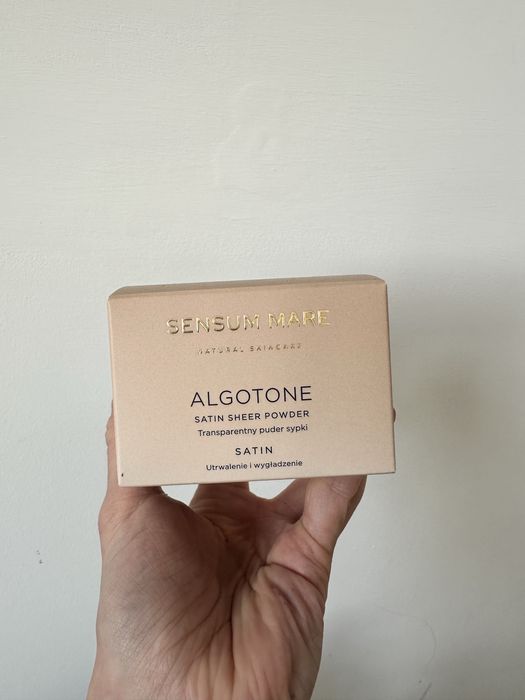 SENSUM MARE
NATURAL SKINCARE
ALGOTONE
SATIN SHEER POWDER
Transparentny puder sypki
SATIN
Utrwalenie i wygładzenie